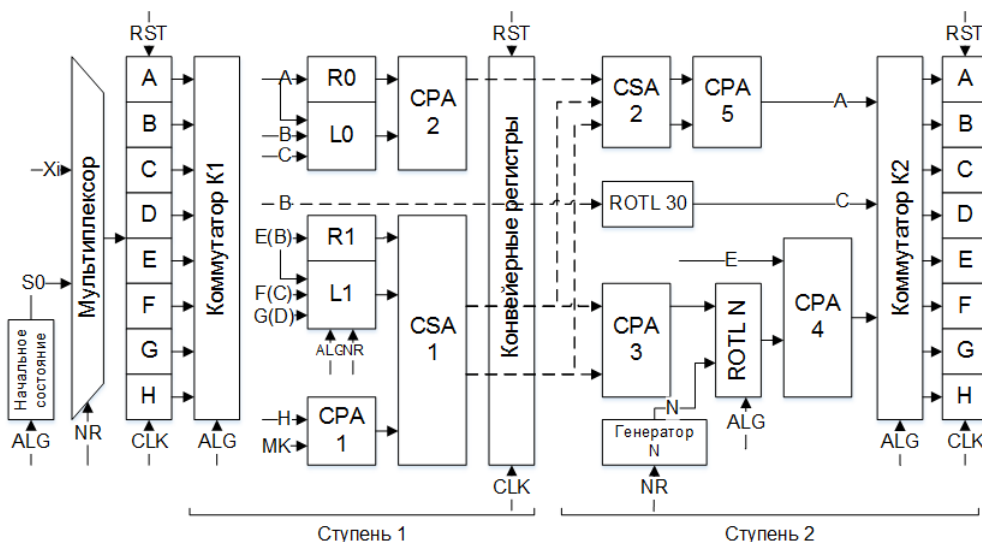 RST
RST
Xi
S0
Начальное
состояние
ALG
Мультиплексор
NR
A
B
C
D
E
F
G
H
CLK
Коммутатор К1
ALG
A
B
C
R0
L0
CPA
2
B
E(B)
F(C)
G(D)
R1
L1
ALG
NR
CSA
1
H
MK
CPA
1
Конвейерные регистры
CLK
CSA
2
CPA
5
A
ROTL 30
C
E
CPA
3
ROTL N
CPA
4
N
Генератор
N
NR
ALG
Коммутатор К2
ALG
A
B
C
D
E
F
G
H
CLK
Ступень 1
Ступень 2